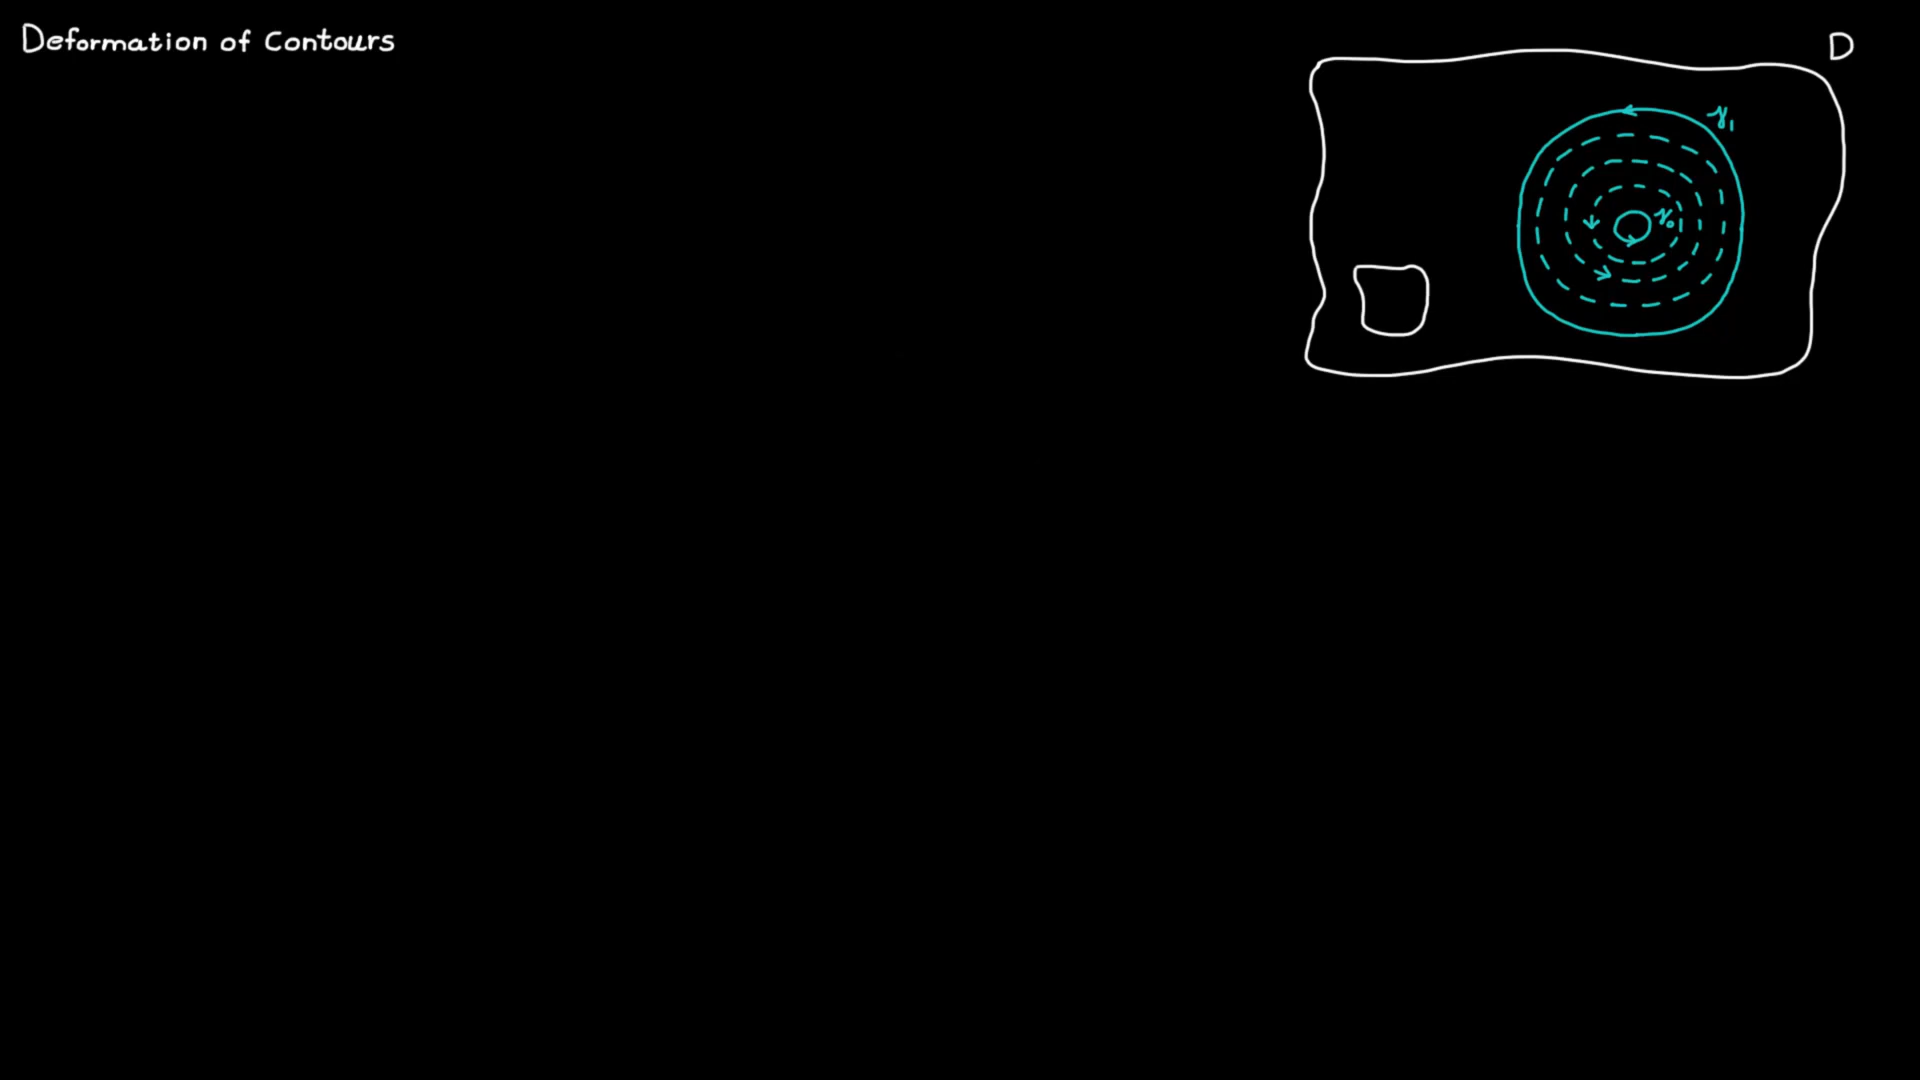 Deformation of Contours
D
γ₁
γ₀